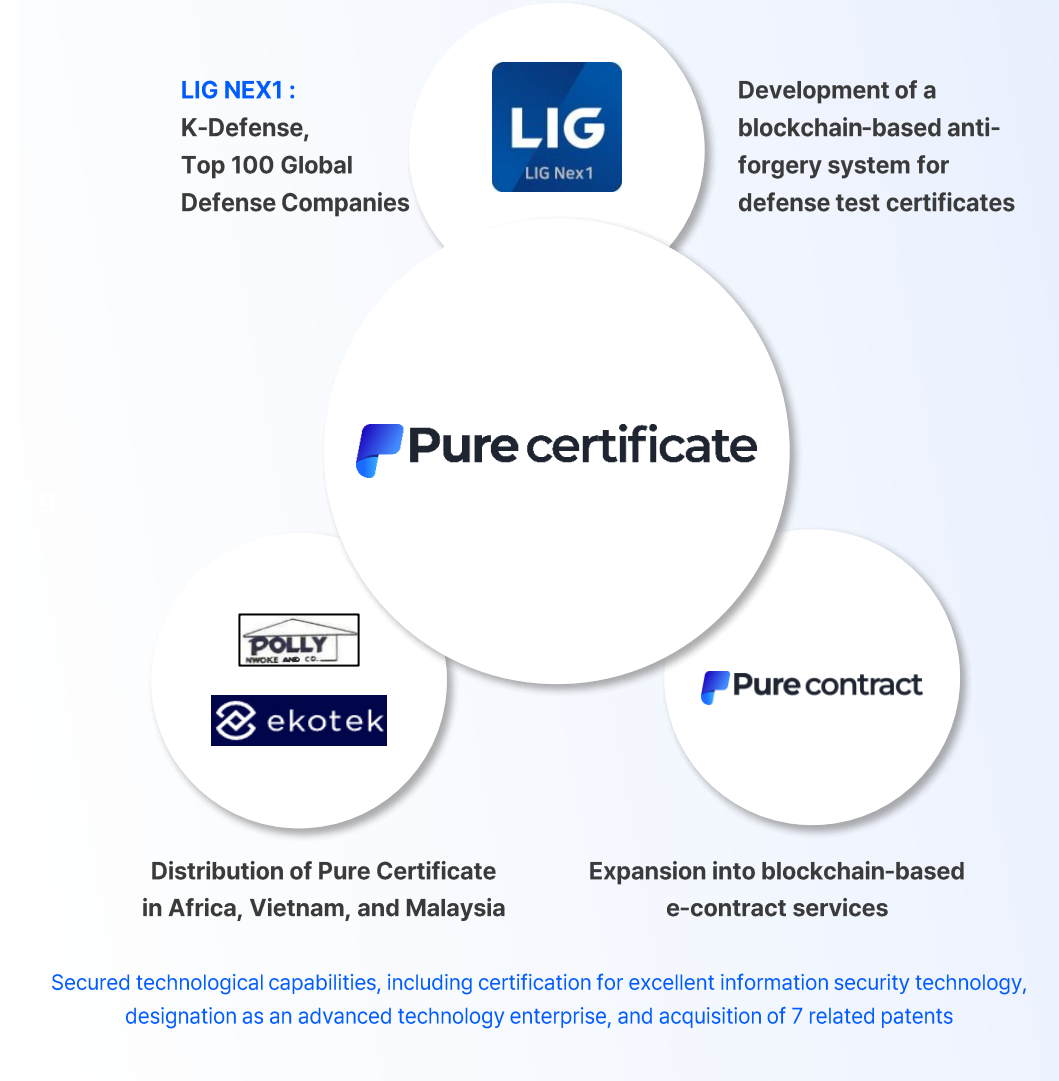 LIG NEX1 :
K-Defense,
Top 100 Global
Defense Companies
LIG
LIG Nex1
Development of a
blockchain-based anti-
forgery system for
defense test certificates
Pure certificate
POLLY
NWOKE AND CO.
ekotek
Pure contract
Distribution of Pure Certificate
in Africa, Vietnam, and Malaysia
Expansion into blockchain-based
e-contract services
Secured technological capabilities, including certification for excellent information security technology,
designation as an advanced technology enterprise, and acquisition of 7 related patents
g